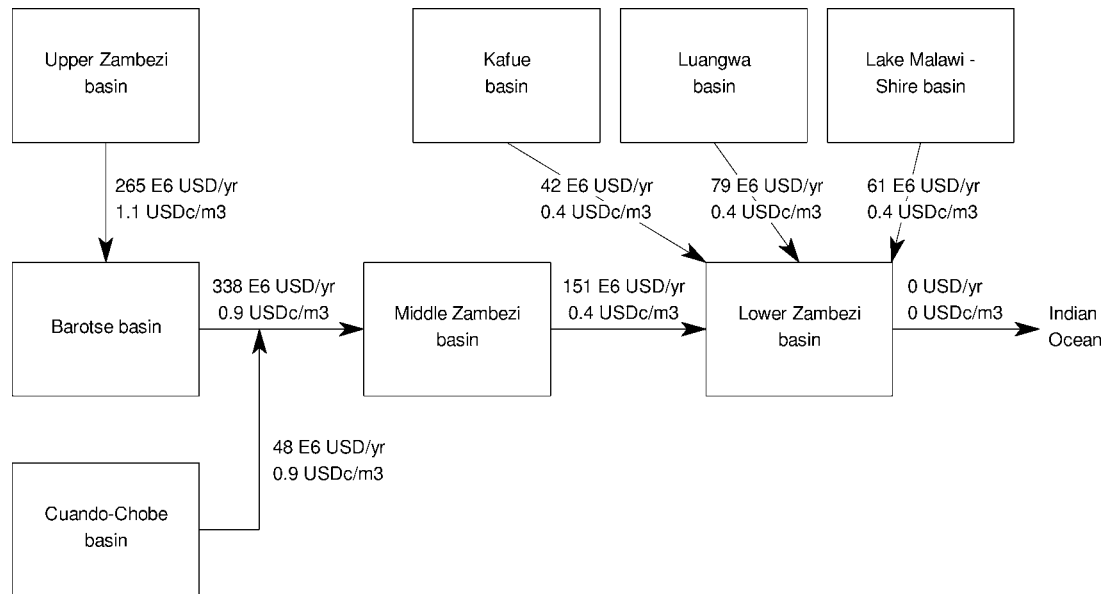 Upper Zambezi
basin
Kafue
basin
Luangwa
basin
Lake Malawi -
Shire basin
265 E6 USD/yr
1.1 USDc/m3
42 E6 USD/yr
0.4 USDc/m3
79 E6 USD/yr
0.4 USDc/m3
61 E6 USD/yr
0.4 USDc/m3
Barotse basin
338 E6 USD/yr
0.9 USDc/m3
Middle Zambezi
basin
151 E6 USD/yr
0.4 USDc/m3
Lower Zambezi
basin
0 USD/yr
0 USDc/m3
Indian
Ocean
48 E6 USD/yr
0.9 USDc/m3
Cuando-Chobe
basin